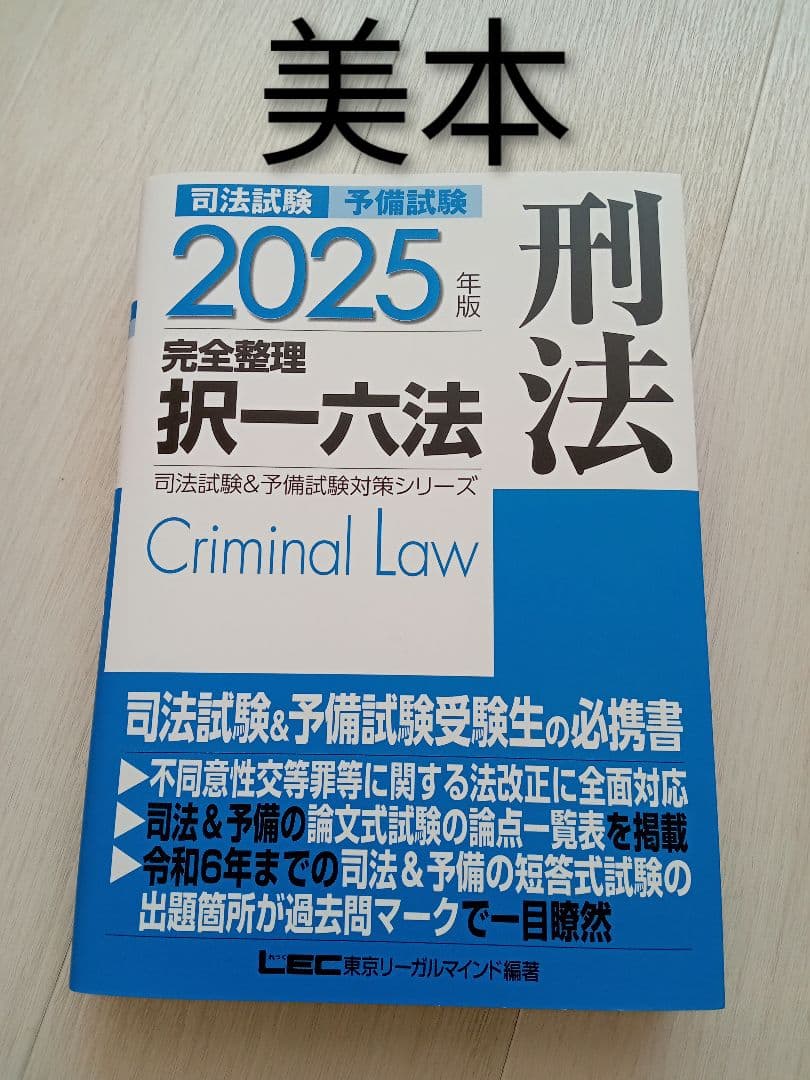 美本
司法試験 予備試験
2025年版
刑法
完全整理
択一六法
司法試験&予備試験対策シリーズ
Criminal Law
司法試験&予備試験受験生の必携書
▶不同意性交等罪等に関する法改正に全面対応
▶司法&予備の論文式試験の論点一覧表を掲載
▶令和6年までの司法&予備の短答式試験の
出題箇所が過去問マークで一目瞭然
れっく
LEC東京リーガルマインド編著